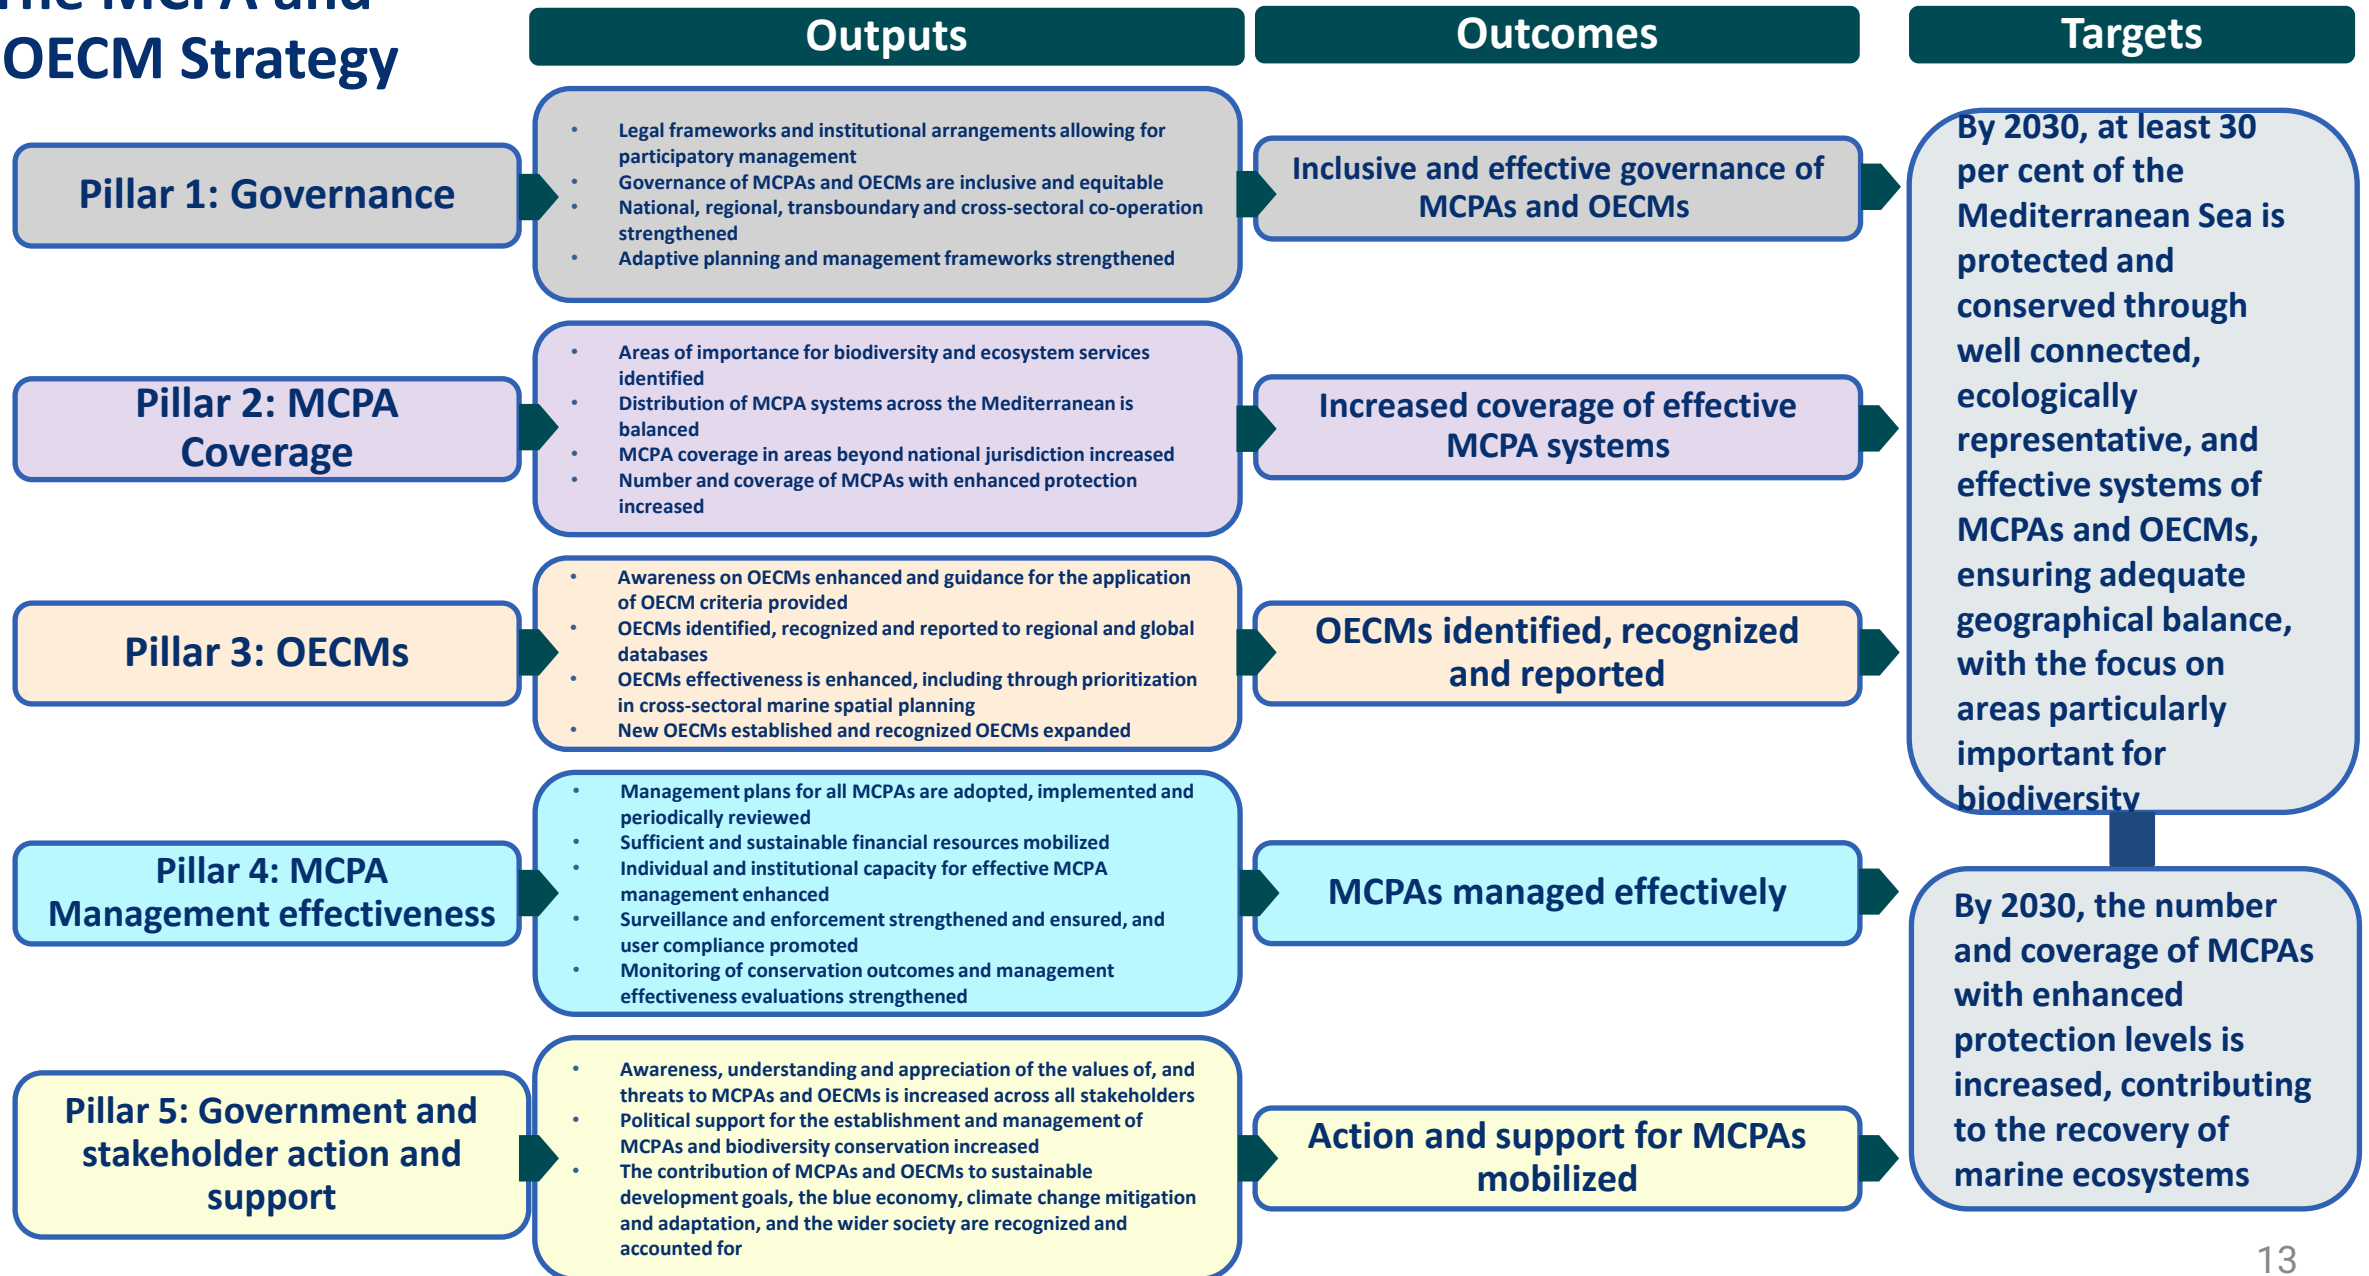 The MCPA and
OECM Strategy
Outputs
Outcomes
Targets
Pillar 1: Governance
• Legal frameworks and institutional arrangements allowing for
participatory management
• Governance of MCPAs and OECMs are inclusive and equitable
• National, regional, transboundary and cross-sectoral co-operation
strengthened
• Adaptive planning and management frameworks strengthened
Inclusive and effective governance of
MCPAs and OECMs
Pillar 2: MCPA
Coverage
• Areas of importance for biodiversity and ecosystem services
identified
• Distribution of MCPA systems across the Mediterranean is
balanced
• MCPA coverage in areas beyond national jurisdiction increased
• Number and coverage of MCPAs with enhanced protection
increased
Increased coverage of effective
MCPA systems
Pillar 3: OECMs
• Awareness on OECMs enhanced and guidance for the application
of OECM criteria provided
• OECMs identified, recognized and reported to regional and global
databases
• OECMs effectiveness is enhanced, including through prioritization
in cross-sectoral marine spatial planning
• New OECMs established and recognized OECMs expanded
OECMs identified, recognized
and reported
Pillar 4: MCPA
Management effectiveness
• Management plans for all MCPAs are adopted, implemented and
periodically reviewed
• Sufficient and sustainable financial resources mobilized
• Individual and institutional capacity for effective MCPA
management enhanced
• Surveillance and enforcement strengthened and ensured, and
user compliance promoted
• Monitoring of conservation outcomes and management
effectiveness evaluations strengthened
MCPAs managed effectively
Pillar 5: Government and
stakeholder action and
support
• Awareness, understanding and appreciation of the values of, and
threats to MCPAs and OECMs is increased across all stakeholders
• Political support for the establishment and management of
MCPAs and biodiversity conservation increased
• The contribution of MCPAs and OECMs to sustainable
development goals, the blue economy, climate change mitigation
and adaptation, and the wider society are recognized and
accounted for
Action and support for MCPAs
mobilized
By 2030, at least 30
per cent of the
Mediterranean Sea is
protected and
conserved through
well connected,
ecologically
representative, and
effective systems of
MCPAs and OECMs,
ensuring adequate
geographical balance,
with the focus on
areas particularly
important for
biodiversity
By 2030, the number
and coverage of MCPAs
with enhanced
protection levels is
increased, contributing
to the recovery of
marine ecosystems
13